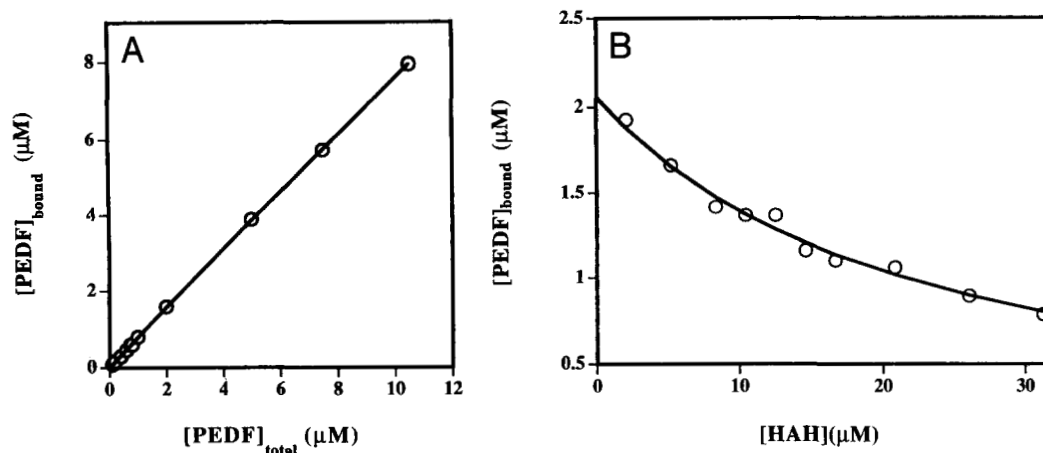 A
8
6
4
2
0
0 2 4 6 8 10 12
[PEDF]bound (μM)
[PEDF]total (μM)
B
2.5
2
1.5
1
0.5
0 10 20 30
[PEDF]bound (μM)
[HAH](μM)